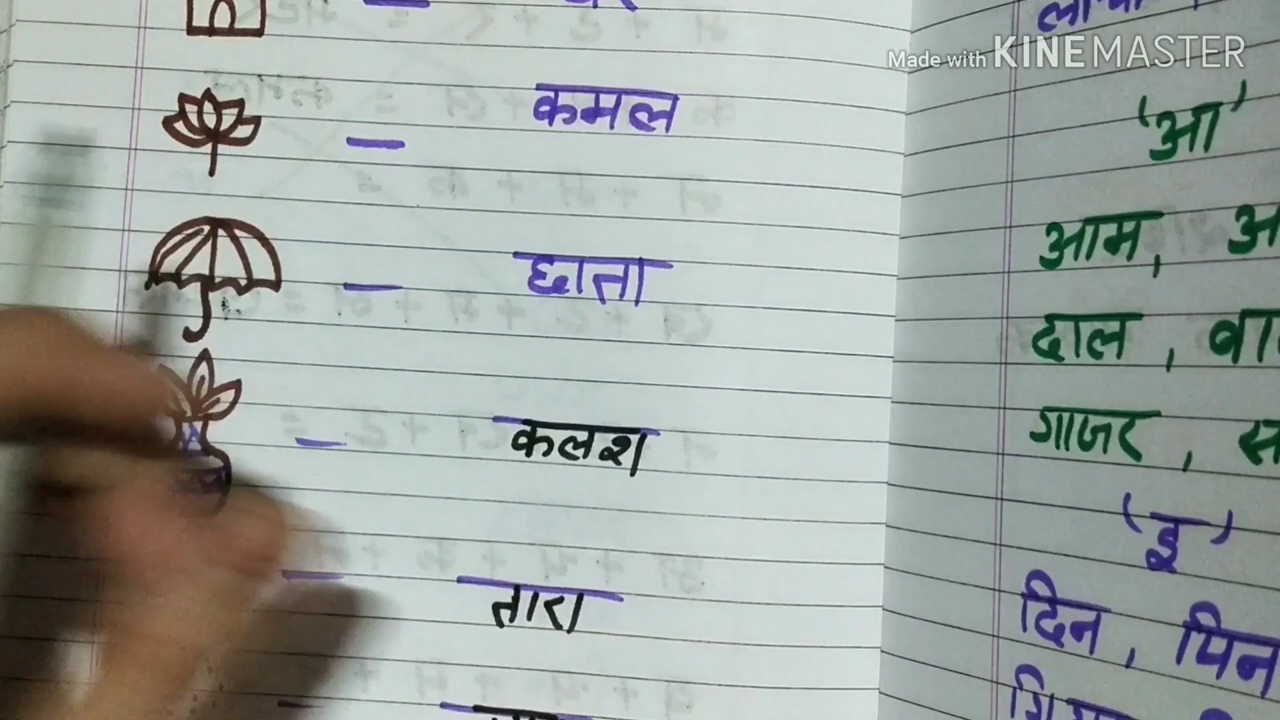 Made with KINEMASTER
कमल
छाता
कलश
तारा
'आ'
आम,
दाल,
गाजर,
'इ'
दिन, पिन